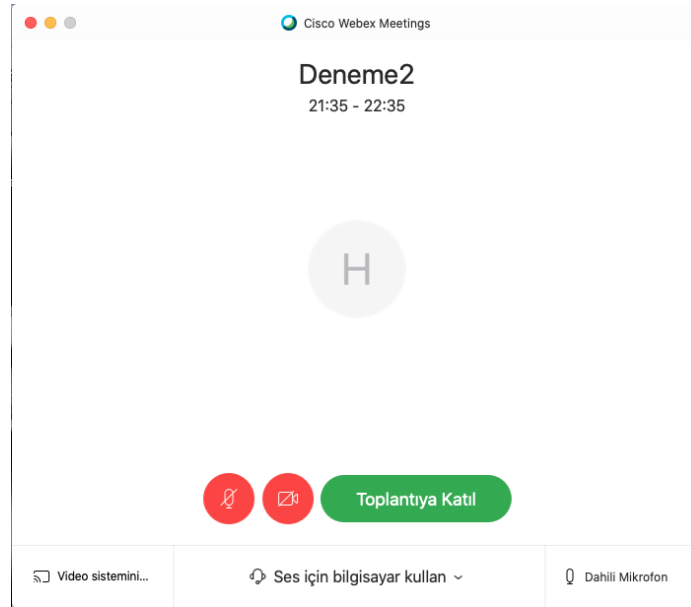 Cisco Webex Meetings
Deneme2
21:35 - 22:35
H
Toplantıya Katıl
Video sistemini...
Ses için bilgisayar kullan
Dahili Mikrofon